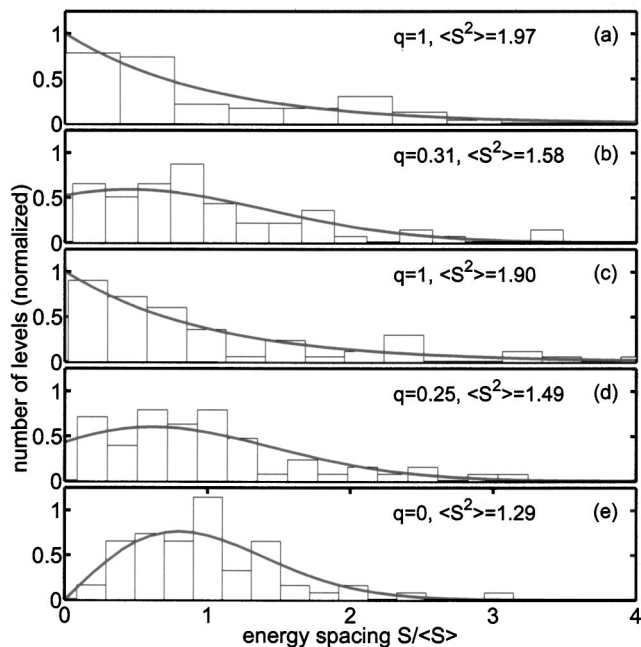 q=1, <S²>=1.97 (a)
1
0.5
0
q=0.31, <S²>=1.58 (b)
1
0.5
0
q=1, <S²>=1.90 (c)
1
0.5
0
q=0.25, <S²>=1.49 (d)
1
0.5
0
q=0, <S²>=1.29 (e)
1
0.5
0
0 1 2 3 4
energy spacing S/<S>
number of levels (normalized)